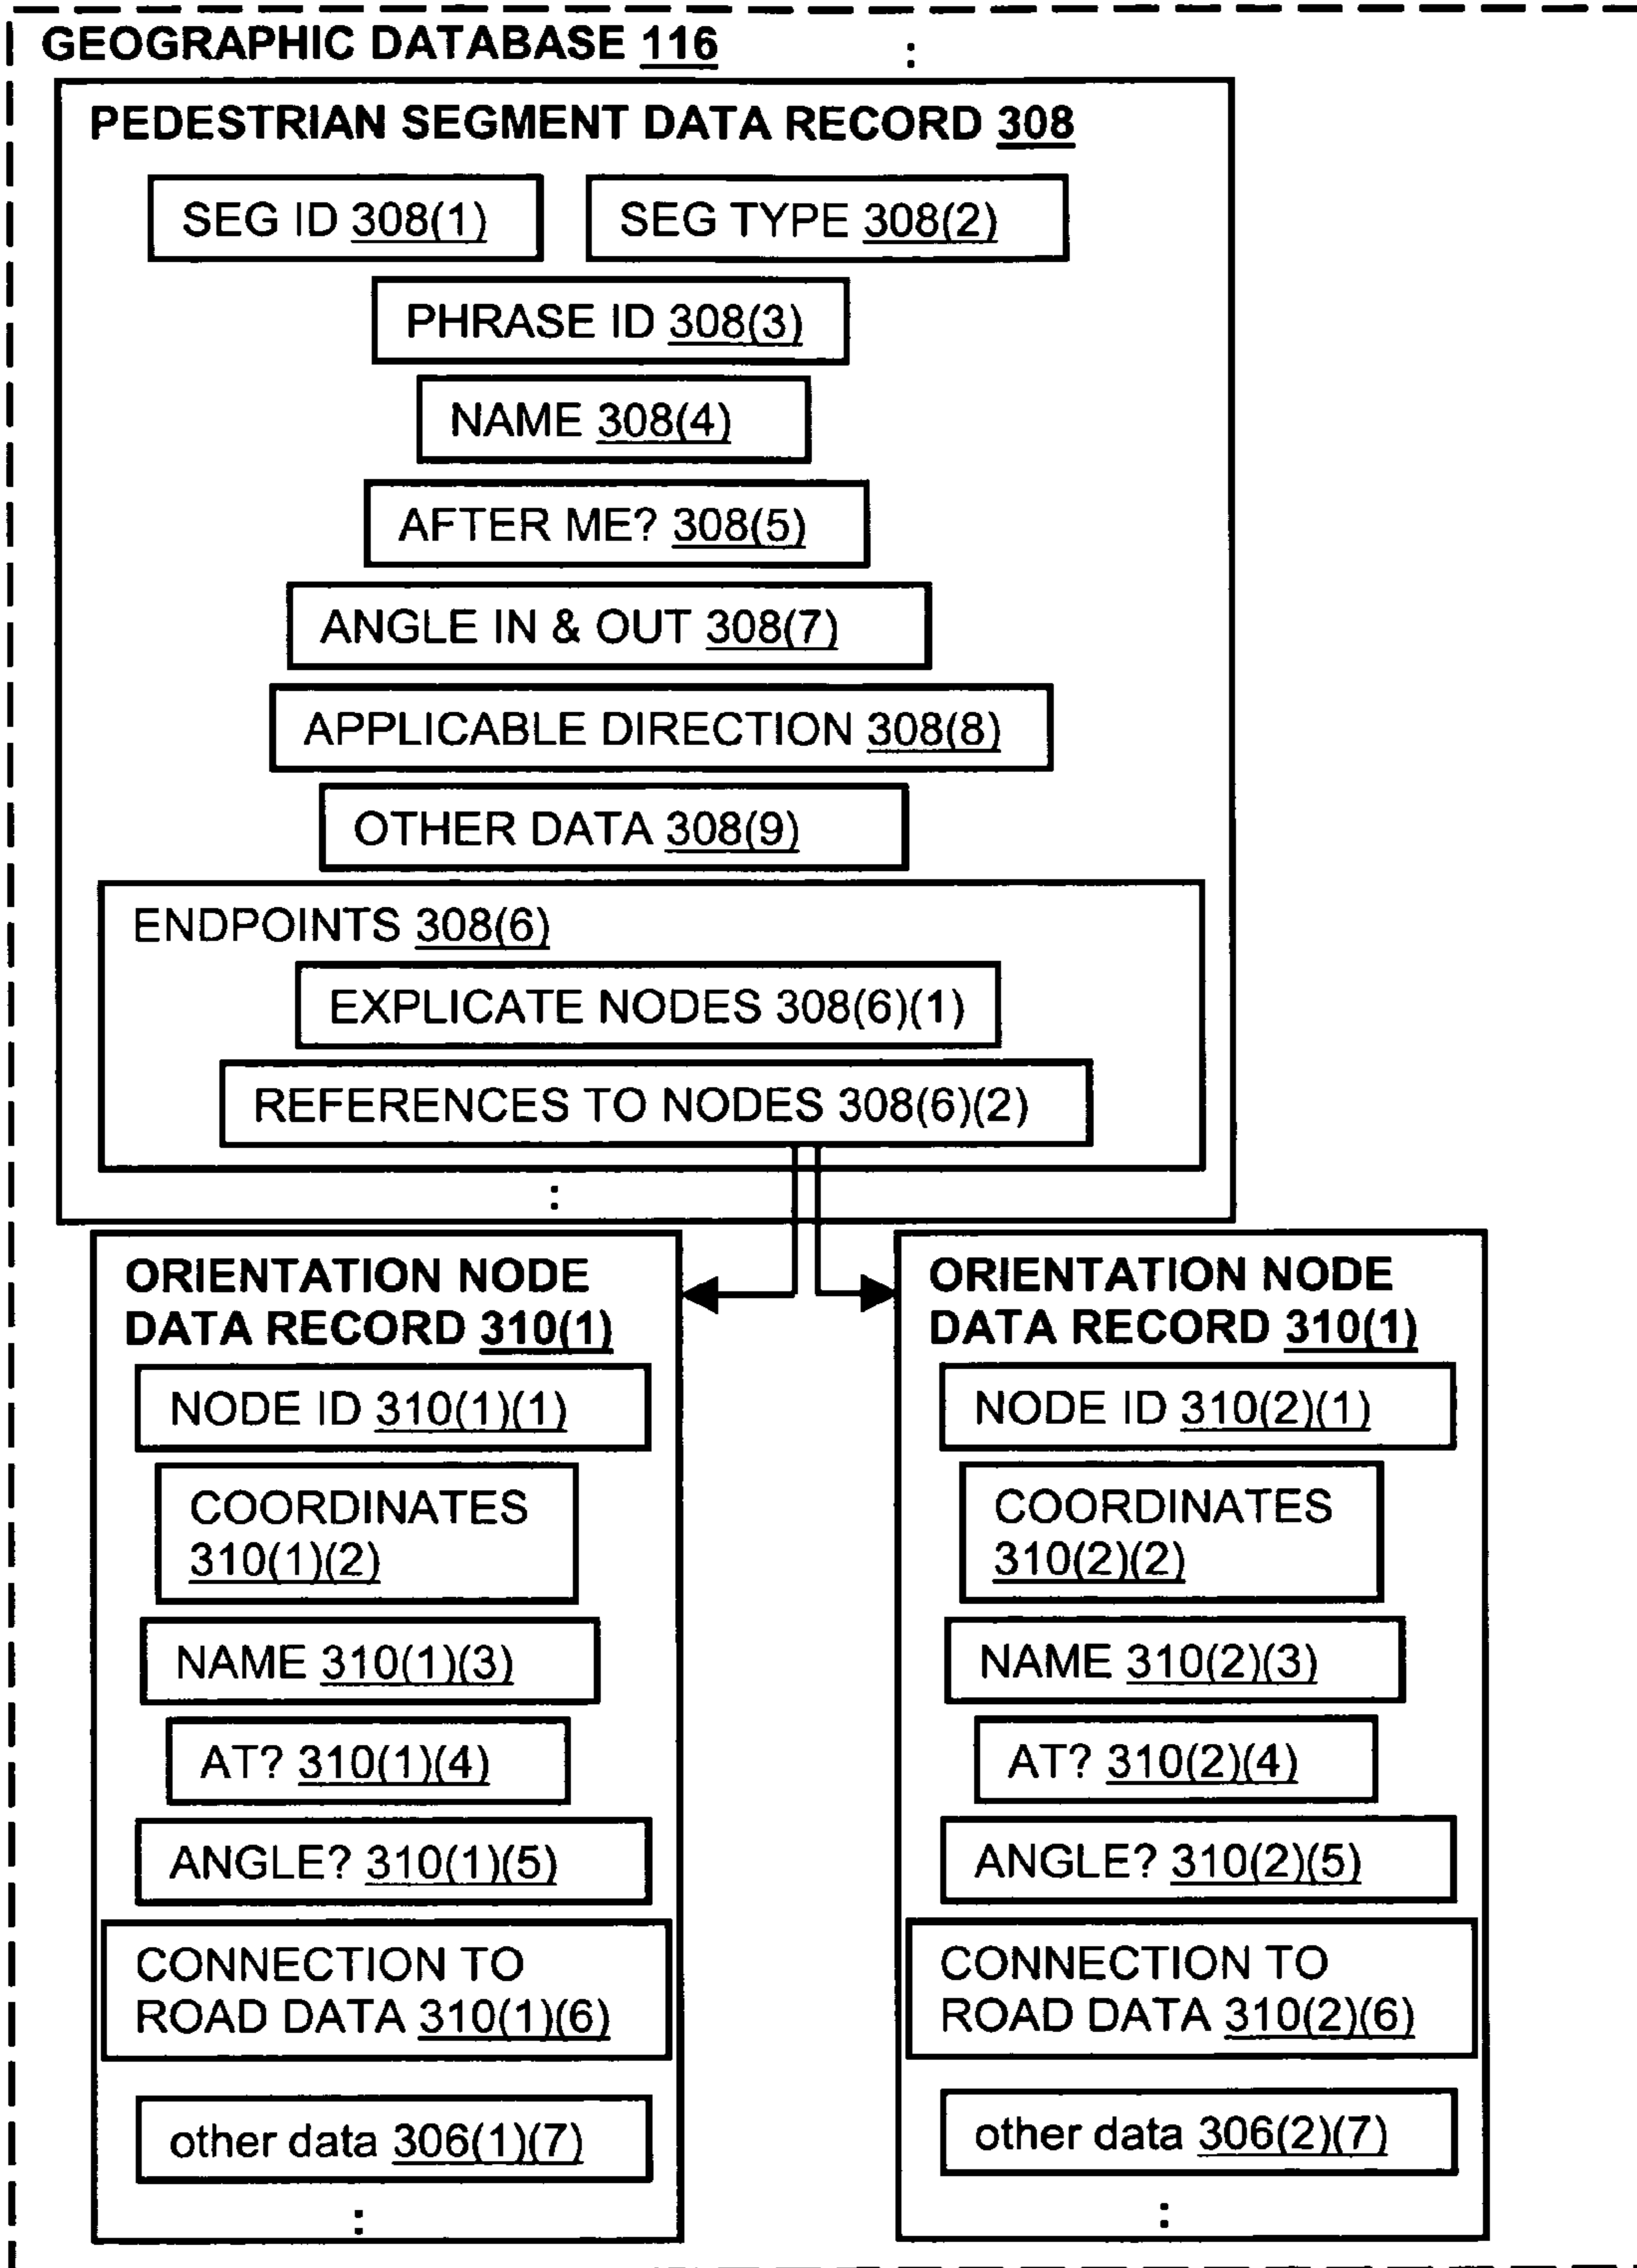 GEOGRAPHIC DATABASE 116
:
PEDESTRIAN SEGMENT DATA RECORD 308
SEG ID 308(1)
SEG TYPE 308(2)
PHRASE ID 308(3)
NAME 308(4)
AFTER ME? 308(5)
ANGLE IN & OUT 308(7)
APPLICABLE DIRECTION 308(8)
OTHER DATA 308(9)
ENDPOINTS 308(6)
EXPLICATE NODES 308(6)(1)
REFERENCES TO NODES 308(6)(2)
:
ORIENTATION NODE
DATA RECORD 310(1)
NODE ID 310(1)(1)
COORDINATES
310(1)(2)
NAME 310(1)(3)
AT? 310(1)(4)
ANGLE? 310(1)(5)
CONNECTION TO
ROAD DATA 310(1)(6)
other data 306(1)(7)
:
ORIENTATION NODE
DATA RECORD 310(1)
NODE ID 310(2)(1)
COORDINATES
310(2)(2)
NAME 310(2)(3)
AT? 310(2)(4)
ANGLE? 310(2)(5)
CONNECTION TO
ROAD DATA 310(2)(6)
other data 306(2)(7)
: